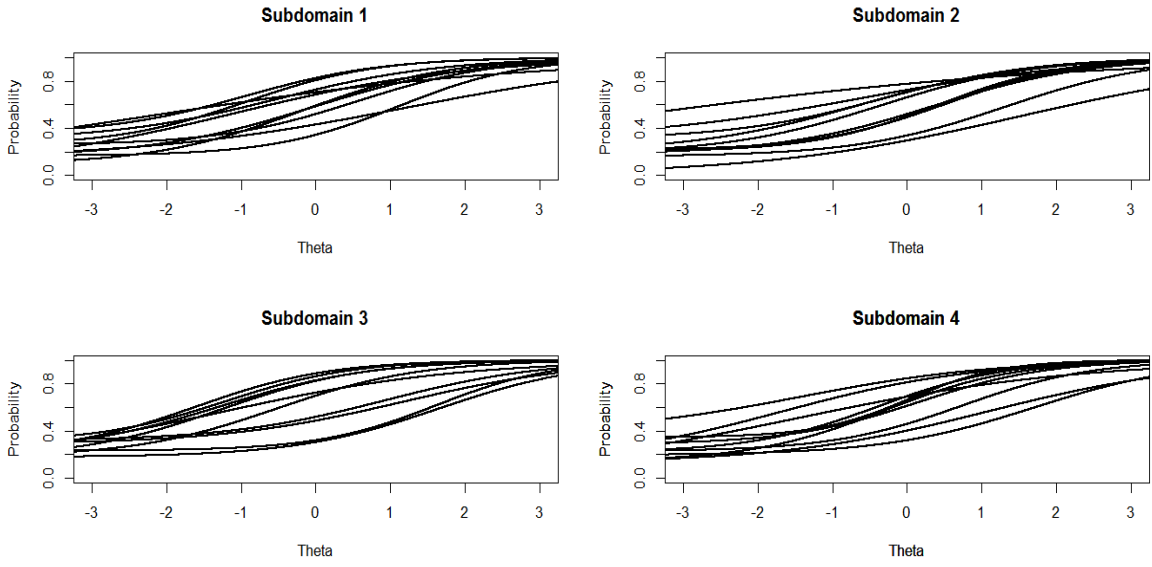 Subdomain 1
Probability
0.0 0.4 0.8
-3 -2 -1 0 1 2 3
Theta
Subdomain 2
Probability
0.0 0.4 0.8
-3 -2 -1 0 1 2 3
Theta
Subdomain 3
Probability
0.0 0.4 0.8
-3 -2 -1 0 1 2 3
Theta
Subdomain 4
Probability
0.0 0.4 0.8
-3 -2 -1 0 1 2 3
Theta